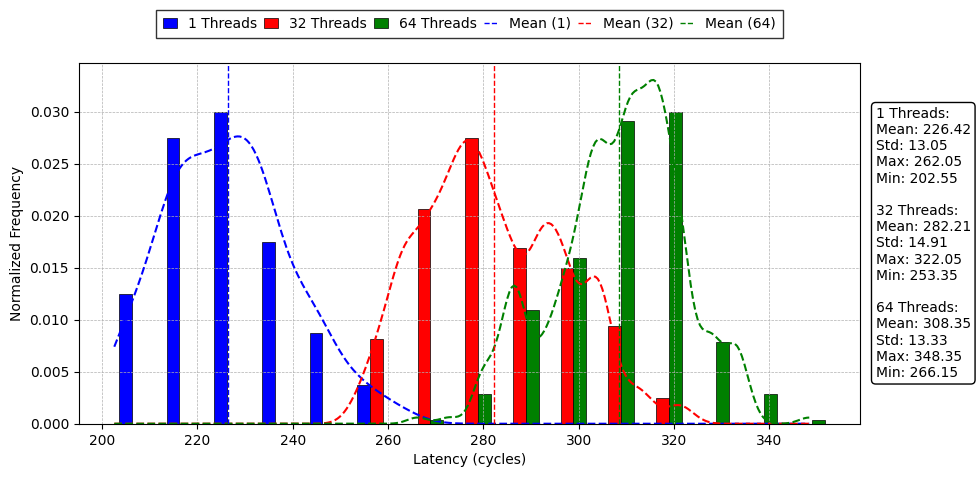 1 Threads 32 Threads 64 Threads Mean (1) Mean (32) Mean (64)
0.030
0.025
0.020
0.015
0.010
0.005
0.000
Normalized Frequency
200 220 240 260 280 300 320 340
Latency (cycles)
1 Threads:
Mean: 226.42
Std: 13.05
Max: 262.05
Min: 202.55
32 Threads:
Mean: 282.21
Std: 14.91
Max: 322.05
Min: 253.35
64 Threads:
Mean: 308.35
Std: 13.33
Max: 348.35
Min: 266.15